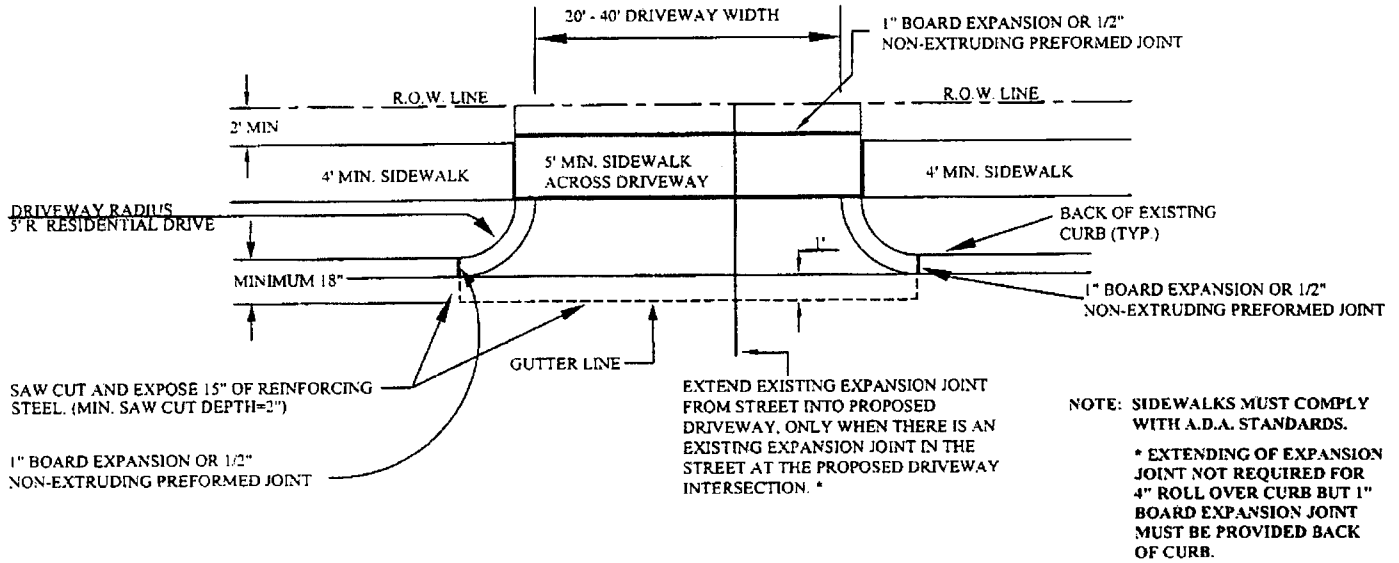 20' - 40' DRIVEWAY WIDTH
1" BOARD EXPANSION OR 1/2"
NON-EXTRUDING PREFORMED JOINT
R.O.W. LINE
R.O.W. LINE
2' MIN
4' MIN. SIDEWALK
5' MIN. SIDEWALK
ACROSS DRIVEWAY
4' MIN. SIDEWALK
DRIVEWAY RADIUS
5' R RESIDENTIAL DRIVE
BACK OF EXISTING
CURB (TYP.)
1'
MINIMUM 18"
1" BOARD EXPANSION OR 1/2"
NON-EXTRUDING PREFORMED JOINT
GUTTER LINE
SAW CUT AND EXPOSE 15" OF REINFORCING
STEEL. (MIN. SAW CUT DEPTH=2")
1" BOARD EXPANSION OR 1/2"
NON-EXTRUDING PREFORMED JOINT
EXTEND EXISTING EXPANSION JOINT
FROM STREET INTO PROPOSED
DRIVEWAY, ONLY WHEN THERE IS AN
EXISTING EXPANSION JOINT IN THE
STREET AT THE PROPOSED DRIVEWAY
INTERSECTION. *
NOTE: SIDEWALKS MUST COMPLY
WITH A.D.A. STANDARDS.
* EXTENDING OF EXPANSION
JOINT NOT REQUIRED FOR
4" ROLL OVER CURB BUT 1"
BOARD EXPANSION JOINT
MUST BE PROVIDED BACK
OF CURB.